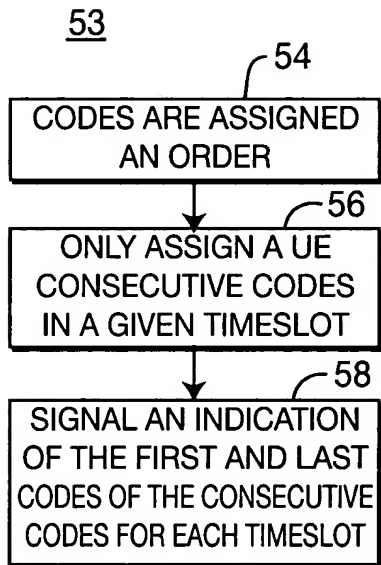 53
54
CODES ARE ASSIGNED
AN ORDER
56
ONLY ASSIGN A UE
CONSECUTIVE CODES
IN A GIVEN TIMESLOT
58
SIGNAL AN INDICATION
OF THE FIRST AND LAST
CODES OF THE CONSECUTIVE
CODES FOR EACH TIMESLOT